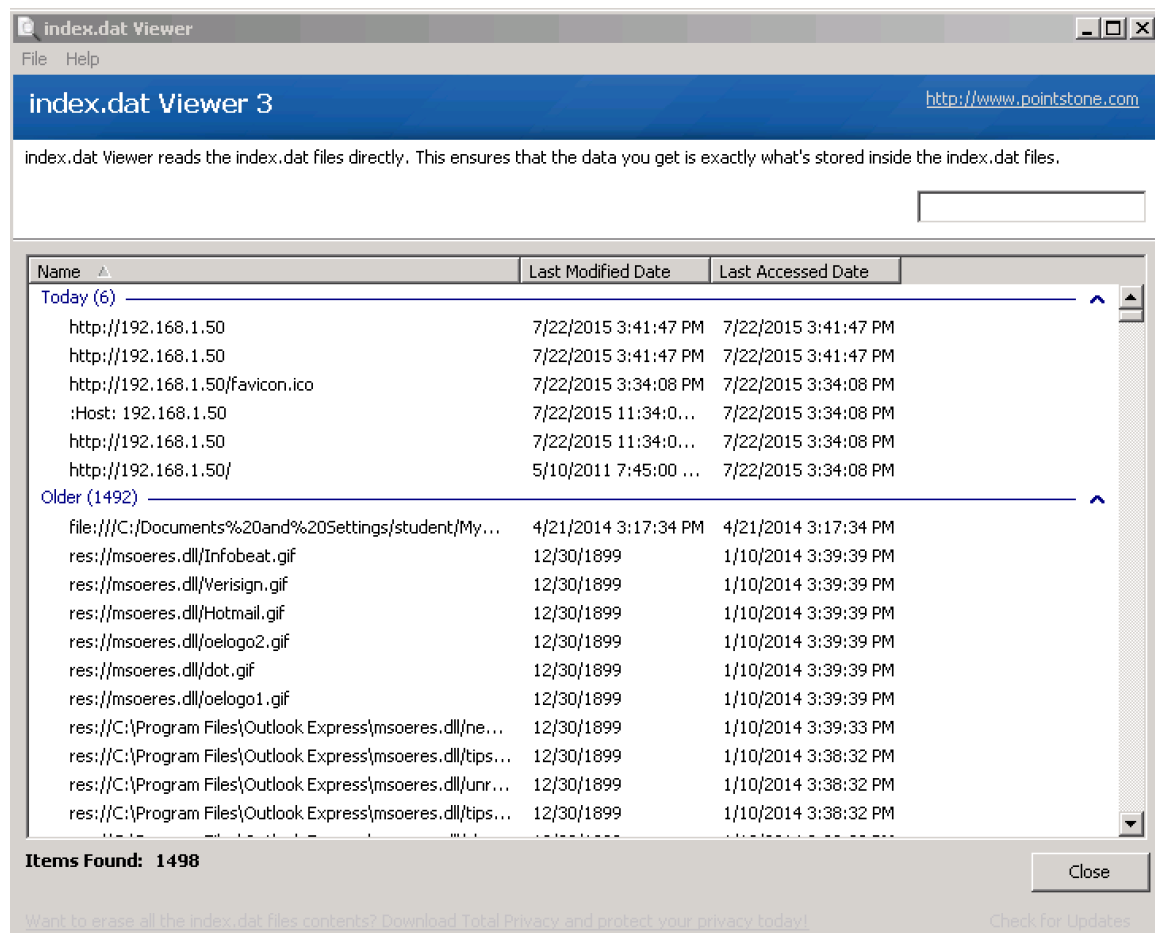 index.dat Viewer
File Help
index.dat Viewer 3 http://www.pointstone.com
index.dat Viewer reads the index.dat files directly. This ensures that the data you get is exactly what's stored inside the index.dat files.
Name Last Modified Date Last Accessed Date
Today (6)
http://192.168.1.50 7/22/2015 3:41:47 PM 7/22/2015 3:41:47 PM
http://192.168.1.50 7/22/2015 3:41:47 PM 7/22/2015 3:41:47 PM
http://192.168.1.50/favicon.ico 7/22/2015 3:34:08 PM 7/22/2015 3:34:08 PM
:Host: 192.168.1.50 7/22/2015 11:34:0... 7/22/2015 3:34:08 PM
http://192.168.1.50 7/22/2015 11:34:0... 7/22/2015 3:34:08 PM
http://192.168.1.50/ 5/10/2011 7:45:00 ... 7/22/2015 3:34:08 PM
Older (1492)
file:///C:/Documents%20and%20Settings/student/My... 4/21/2014 3:17:34 PM 4/21/2014 3:17:34 PM
res://msoeres.dll/Infobeat.gif 12/30/1899 1/10/2014 3:39:39 PM
res://msoeres.dll/Verisign.gif 12/30/1899 1/10/2014 3:39:39 PM
res://msoeres.dll/Hotmail.gif 12/30/1899 1/10/2014 3:39:39 PM
res://msoeres.dll/oelogo2.gif 12/30/1899 1/10/2014 3:39:39 PM
res://msoeres.dll/dot.gif 12/30/1899 1/10/2014 3:39:39 PM
res://msoeres.dll/oelogo1.gif 12/30/1899 1/10/2014 3:39:39 PM
res://C:\Program Files\Outlook Express\msoeres.dll/ne... 12/30/1899 1/10/2014 3:39:33 PM
res://C:\Program Files\Outlook Express\msoeres.dll/tips... 12/30/1899 1/10/2014 3:38:32 PM
res://C:\Program Files\Outlook Express\msoeres.dll/unr... 12/30/1899 1/10/2014 3:38:32 PM
res://C:\Program Files\Outlook Express\msoeres.dll/tips... 12/30/1899 1/10/2014 3:38:32 PM
Items Found: 1498
Close
Want to erase all the index.dat files contents? Download Total Privacy and protect your privacy today! Check for Updates